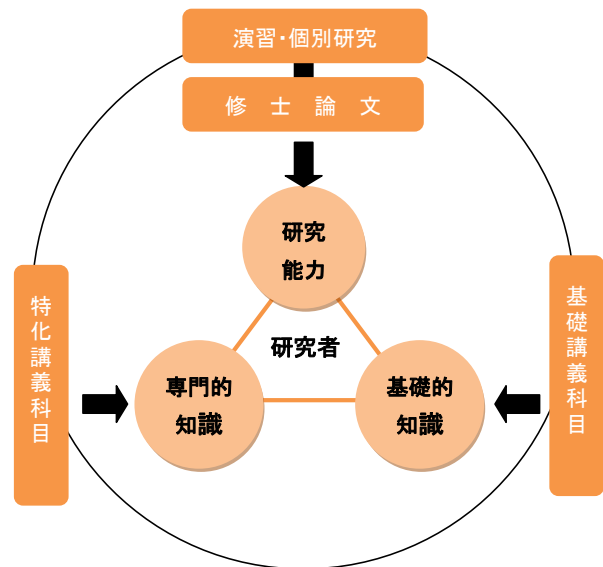 演習・個別研究
修士論文
研究
能力
研究者
特化講義科目
専門的
知識
基礎的
知識
基礎講義科目